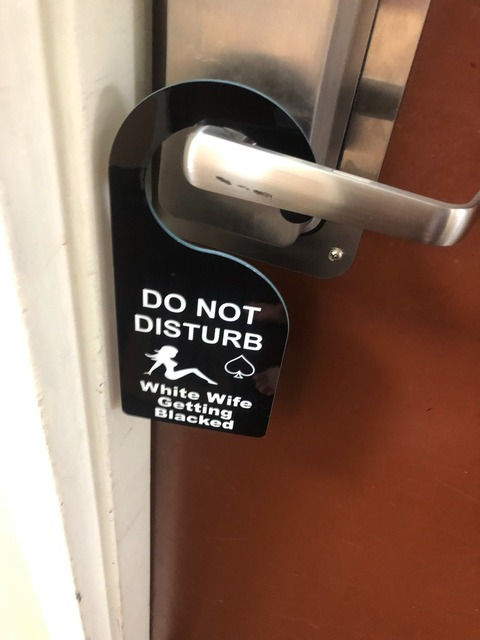 DO NOT
DISTURB
White Wife
Getting
Blacked